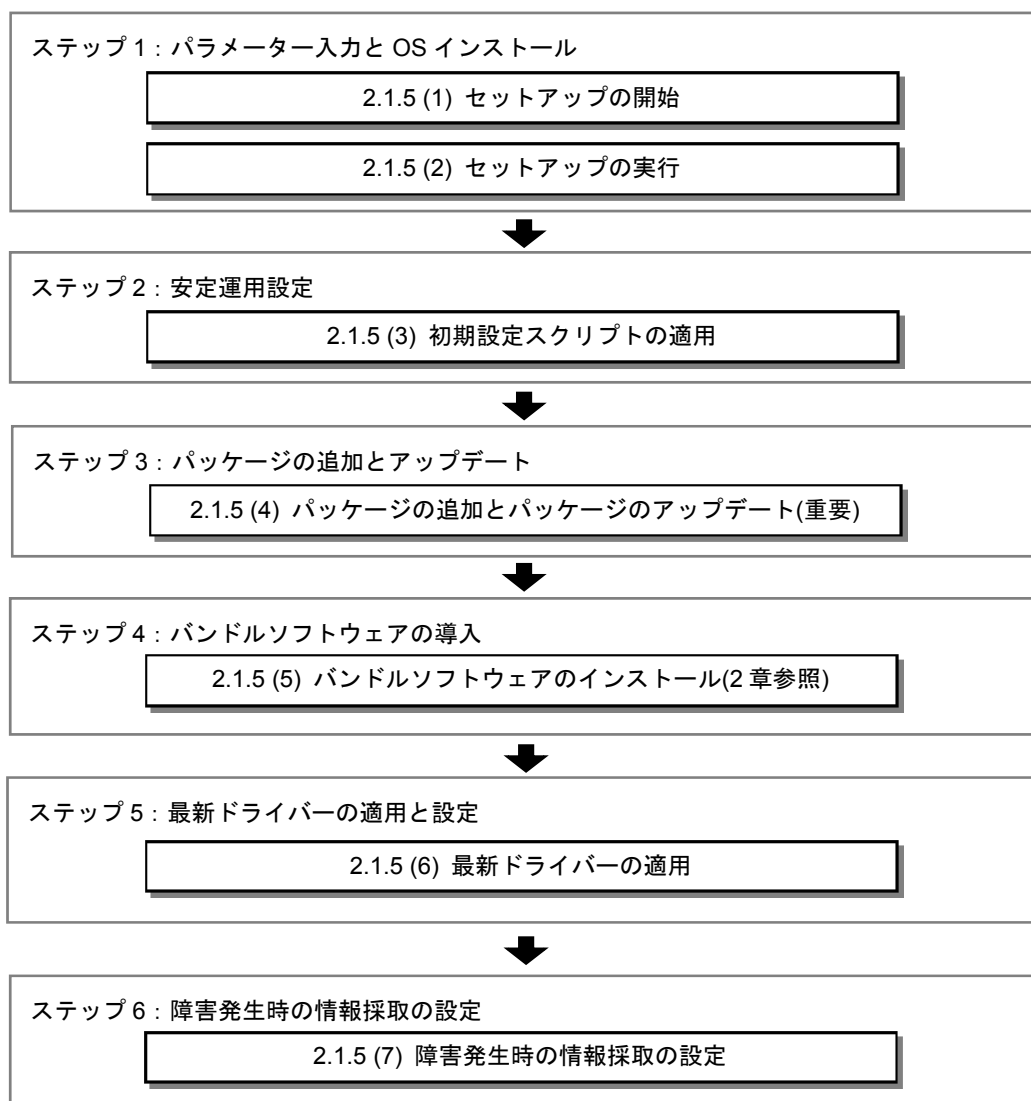 ステップ 1：パラメーター入力と OS インストール
2.1.5 (1) セットアップの開始
2.1.5 (2) セットアップの実行
ステップ 2：安定運用設定
2.1.5 (3) 初期設定スクリプトの適用
ステップ 3：パッケージの追加とアップデート
2.1.5 (4) パッケージの追加とパッケージのアップデート(重要)
ステップ 4：バンドルソフトウェアの導入
2.1.5 (5) バンドルソフトウェアのインストール(2 章参照)
ステップ 5：最新ドライバーの適用と設定
2.1.5 (6) 最新ドライバーの適用
ステップ 6：障害発生時の情報採取の設定
2.1.5 (7) 障害発生時の情報採取の設定